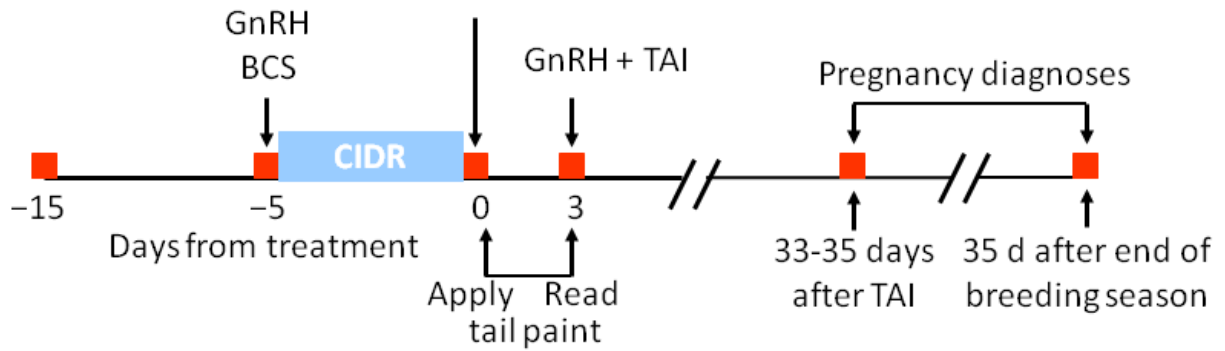 GnRH
BCS
GnRH + TAI
Pregnancy diagnoses
CIDR
−15
−5
0
3
Days from treatment
Apply
Read
tail paint
33-35 days
after TAI
35 d after end of
breeding season